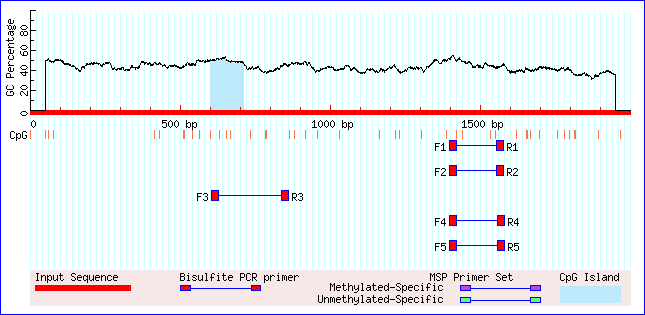 GC Percentage
80
60
40
20
0
0 500 bp 1000 bp 1500 bp
CpG
F1 R1
F2 R2
F3 R3
F4 R4
F5 R5
Input Sequence Bisulfite PCR primer MSP Primer Set CpG Island
Methylated-Specific
Unmethylated-Specific